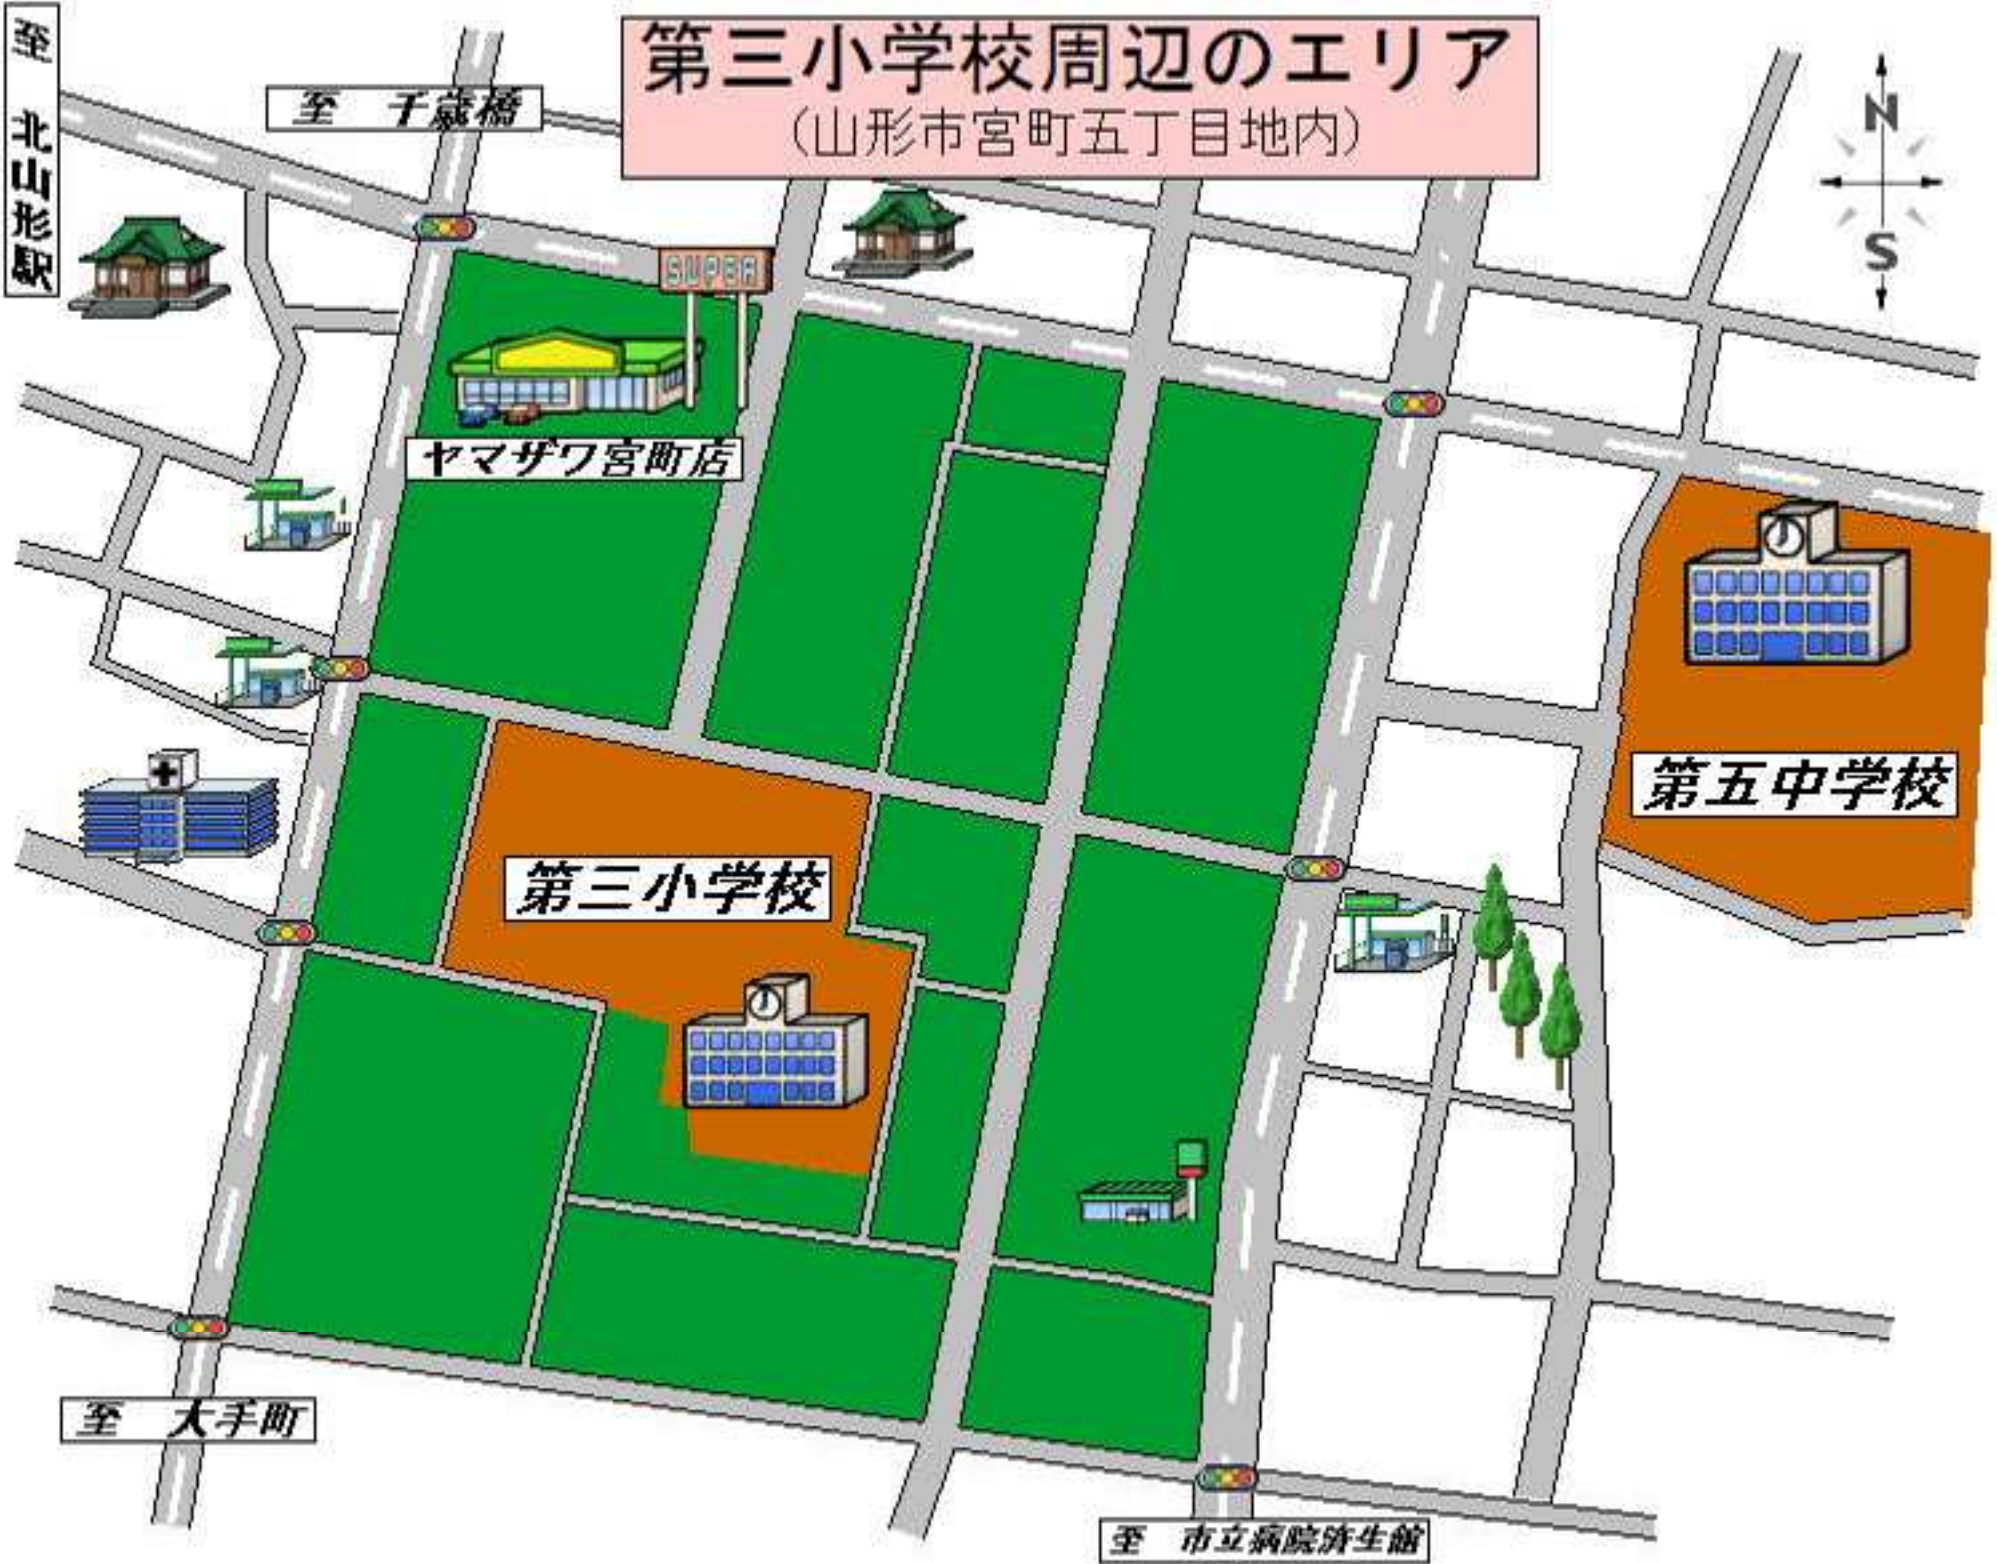 第三小学校周辺のエリア
（山形市宮町五丁目地内）
至　北山形駅
至　千歳橋
N
S
SUPER
ヤマザワ宮町店
第五中学校
第三小学校
至　大手町
至　市立病院済生館